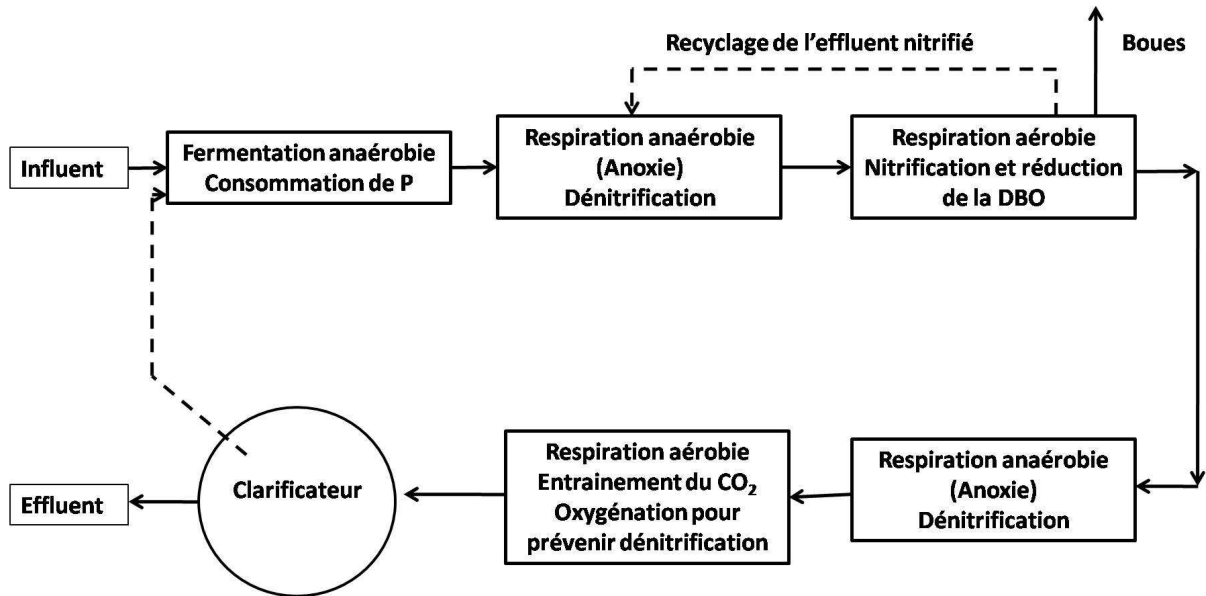 Recyclage de l'effluent nitrifié
Boues
Influent
Fermentation anaérobie
Consommation de P
Respiration anaérobie
(Anoxie)
Dénitrification
Respiration aérobie
Nitrification et réduction
de la DBO
Respiration anaérobie
(Anoxie)
Dénitrification
Respiration aérobie
Entrainement du CO₂
Oxygénation pour
prévenir dénitrification
Clarificateur
Effluent